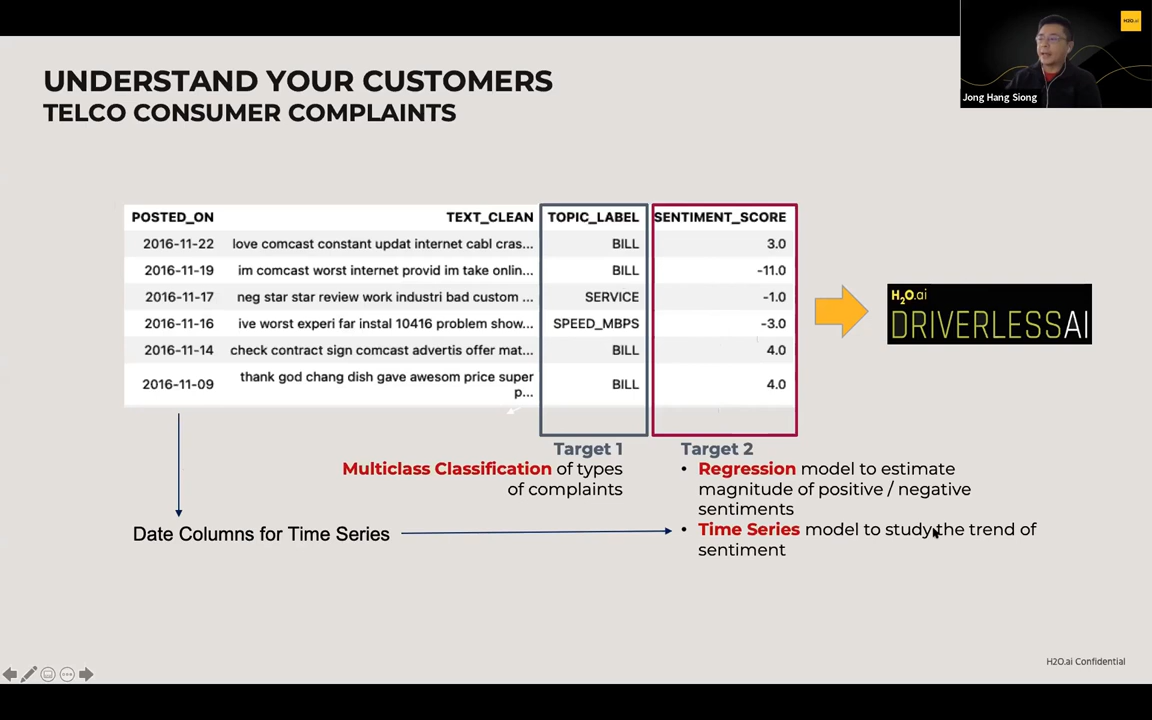 H2O.ai
Jong Hang Siong
UNDERSTAND YOUR CUSTOMERS
TELCO CONSUMER COMPLAINTS
POSTED_ON TEXT_CLEAN TOPIC_LABEL SENTIMENT_SCORE
2016-11-22 love comcast constant updat internet cabl cras... BILL 3.0
2016-11-19 im comcast worst internet provid im take onlin... BILL -11.0
2016-11-17 neg star star review work industri bad custom ... SERVICE -1.0
2016-11-16 ive worst experi far instal 10416 problem show... SPEED_MBPS -3.0
2016-11-14 check contract sign comcast advertis offer mat... BILL 4.0
2016-11-09 thank god chang dish gave awesom price super p... BILL 4.0
H2O.ai
DRIVERLESSAI
Target 1
Multiclass Classification of types
of complaints
Target 2
• Regression model to estimate
magnitude of positive / negative
sentiments
Date Columns for Time Series
• Time Series model to study the trend of
sentiment
H2O.ai Confidential